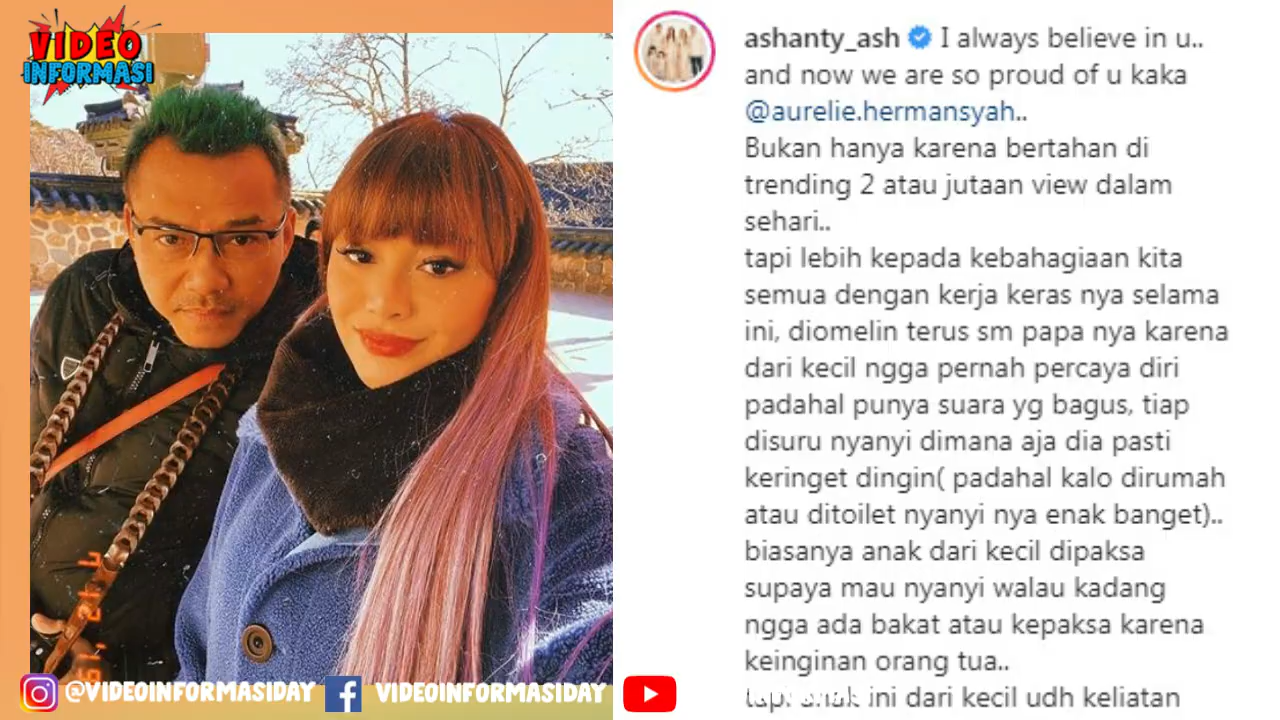 VIDEO
INFORMASI
ashanty_ash I always believe in u..
and now we are so proud of u kaka
@aurelie.hermansyah..
Bukan hanya karena bertahan di
trending 2 atau jutaan view dalam
sehari..
tapi lebih kepada kebahagiaan kita
semua dengan kerja keras nya selama
ini, diomelin terus sm papa nya karena
dari kecil ngga pernah percaya diri
padahal punya suara yg bagus, tiap
disuru nyanyi dimana aja dia pasti
keringet dingin( padahal kalo dirumah
atau ditoilet nyanyi nya enak banget)..
biasanya anak dari kecil dipaksa
supaya mau nyanyi walau kadang
ngga ada bakat atau kepaksa karena
keinginan orang tua..
ini dari kecil udh keliatan
7 12 '19
@VIDEOINFORMASIDAY
VIDEOINFORMASIDAY